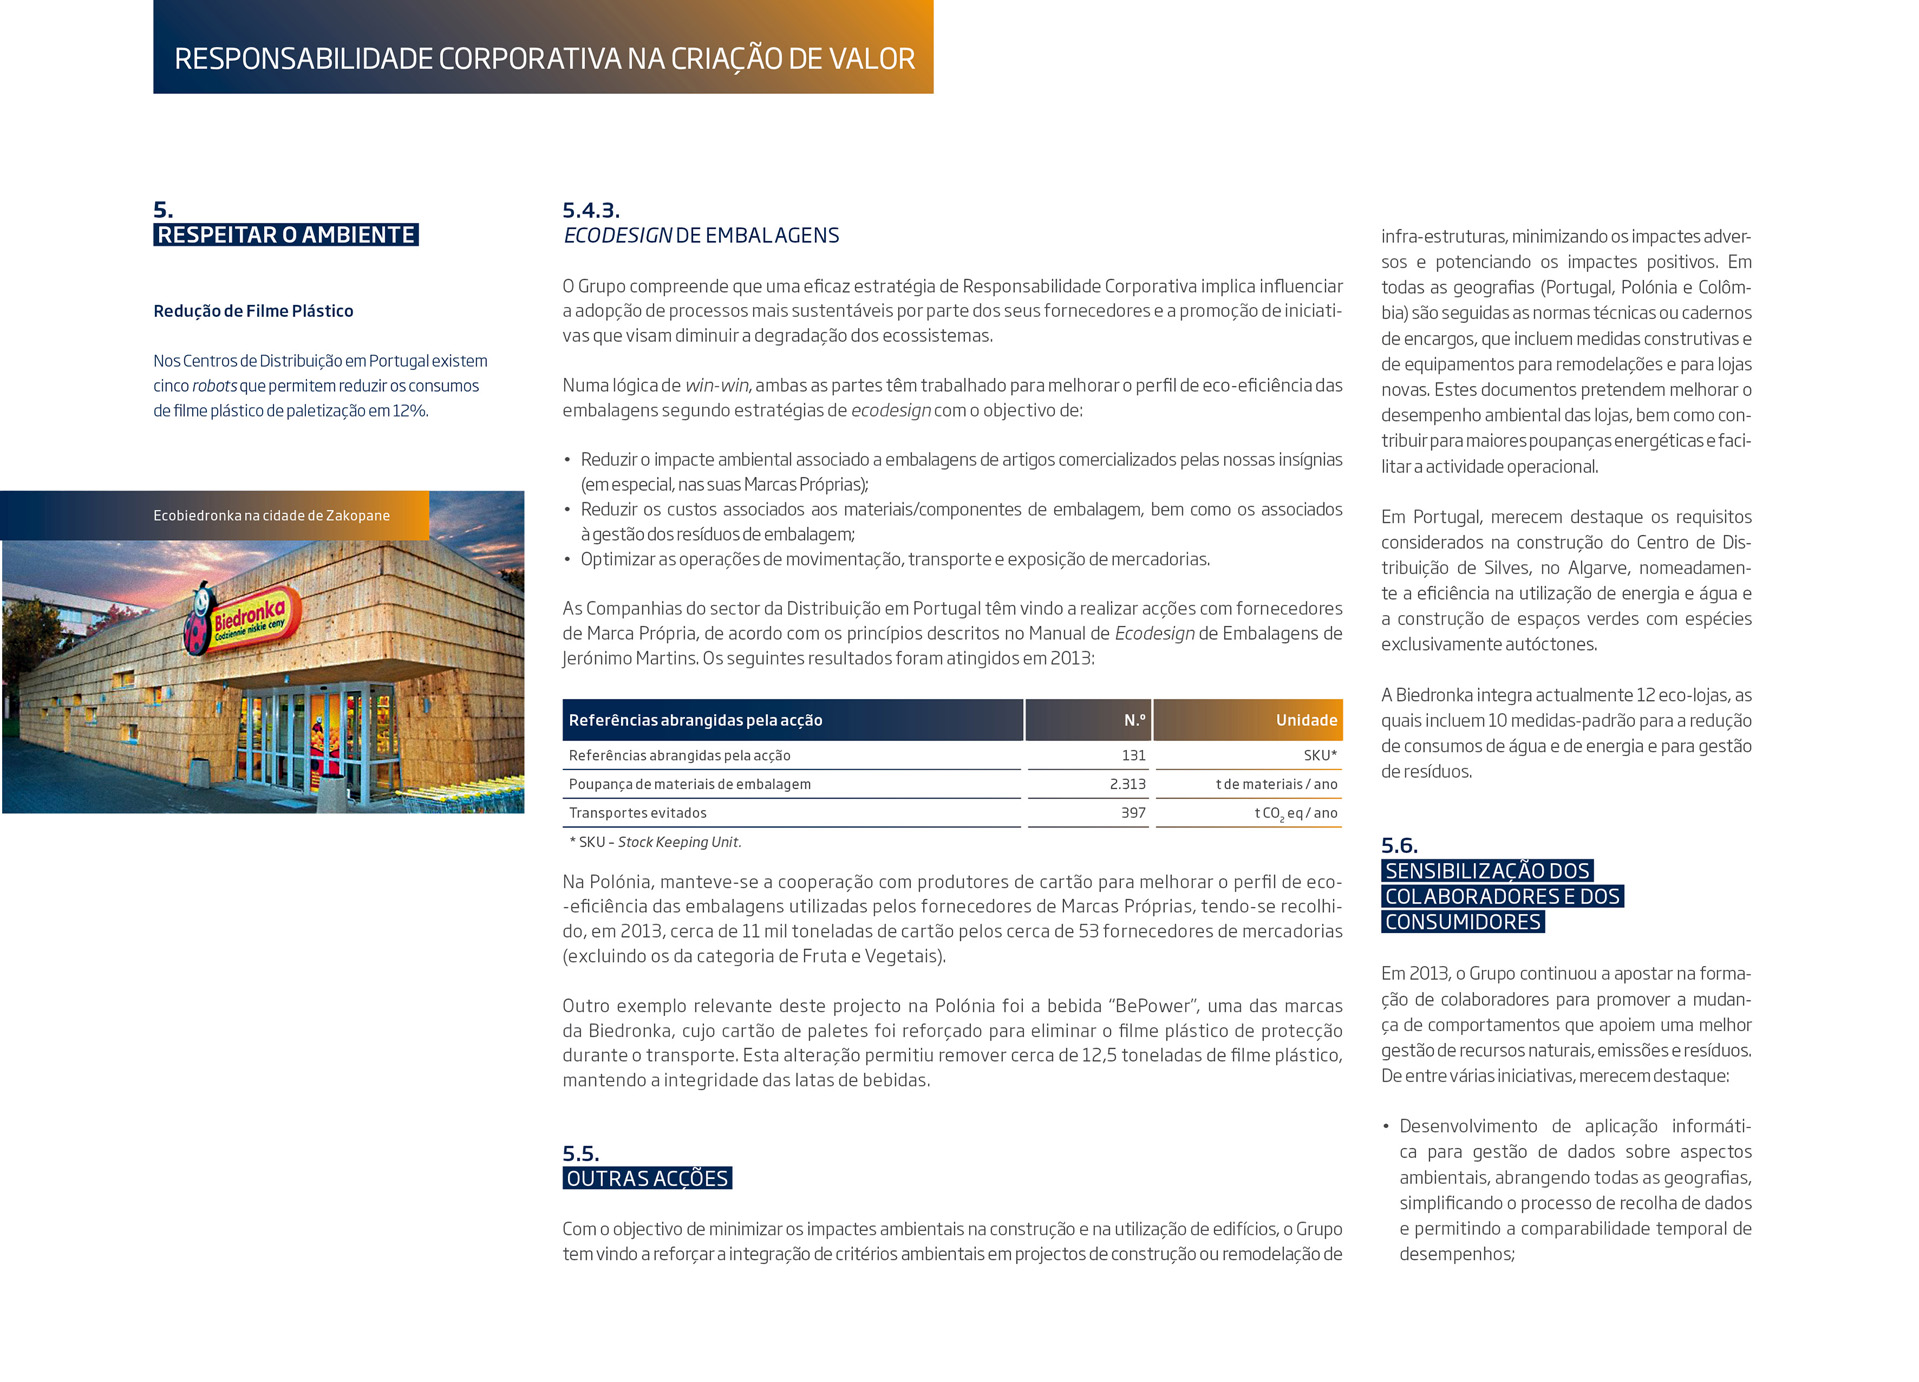 RESPONSABILIDADE CORPORATIVA NA CRIAÇÃO DE VALOR
5.
RESPEITAR O AMBIENTE
Redução de Filme Plástico
Nos Centros de Distribuição em Portugal existem
cinco robots que permitem reduzir os consumos
de filme plástico de paletização em 12%.
Ecobiedronka na cidade de Zakopane
Biedronka
Codziennie niskie ceny
5.4.3.
ECODESIGN DE EMBALAGENS
O Grupo compreende que uma eficaz estratégia de Responsabilidade Corporativa implica influenciar
a adopção de processos mais sustentáveis por parte dos seus fornecedores e a promoção de iniciati-
vas que visam diminuir a degradação dos ecossistemas.
Numa lógica de win-win, ambas as partes têm trabalhado para melhorar o perfil de eco-eficiência das
embalagens segundo estratégias de ecodesign com o objectivo de:
• Reduzir o impacte ambiental associado a embalagens de artigos comercializados pelas nossas insígnias
(em especial, nas suas Marcas Próprias);
• Reduzir os custos associados aos materiais/componentes de embalagem, bem como os associados
à gestão dos resíduos de embalagem;
• Optimizar as operações de movimentação, transporte e exposição de mercadorias.
As Companhias do sector da Distribuição em Portugal têm vindo a realizar acções com fornecedores
de Marca Própria, de acordo com os princípios descritos no Manual de Ecodesign de Embalagens de
Jerónimo Martins. Os seguintes resultados foram atingidos em 2013:
Referências abrangidas pela acção N.º Unidade
Referências abrangidas pela acção 131 SKU*
Poupança de materiais de embalagem 2.313 t de materiais / ano
Transportes evitados 397 t CO2 eq / ano
* SKU – Stock Keeping Unit.
Na Polónia, manteve-se a cooperação com produtores de cartão para melhorar o perfil de eco-
-eficiência das embalagens utilizadas pelos fornecedores de Marcas Próprias, tendo-se recolhi-
do, em 2013, cerca de 11 mil toneladas de cartão pelos cerca de 53 fornecedores de mercadorias
(excluindo os da categoria de Fruta e Vegetais).
Outro exemplo relevante deste projecto na Polónia foi a bebida “BePower”, uma das marcas
da Biedronka, cujo cartão de paletes foi reforçado para eliminar o filme plástico de protecção
durante o transporte. Esta alteração permitiu remover cerca de 12,5 toneladas de filme plástico,
mantendo a integridade das latas de bebidas.
5.5.
OUTRAS ACÇÕES
Com o objectivo de minimizar os impactes ambientais na construção e na utilização de edifícios, o Grupo
tem vindo a reforçar a integração de critérios ambientais em projectos de construção ou remodelação de
infra-estruturas, minimizando os impactes adver-
sos e potenciando os impactes positivos. Em
todas as geografias (Portugal, Polónia e Colôm-
bia) são seguidas as normas técnicas ou cadernos
de encargos, que incluem medidas construtivas e
de equipamentos para remodelações e para lojas
novas. Estes documentos pretendem melhorar o
desempenho ambiental das lojas, bem como con-
tribuir para maiores poupanças energéticas e faci-
litar a actividade operacional.
Em Portugal, merecem destaque os requisitos
considerados na construção do Centro de Dis-
tribuição de Silves, no Algarve, nomeadamen-
te a eficiência na utilização de energia e água e
a construção de espaços verdes com espécies
exclusivamente autóctones.
A Biedronka integra actualmente 12 eco-lojas, as
quais incluem 10 medidas-padrão para a redução
de consumos de água e de energia e para gestão
de resíduos.
5.6.
SENSIBILIZAÇÃO DOS
COLABORADORES E DOS
CONSUMIDORES
Em 2013, o Grupo continuou a apostar na forma-
ção de colaboradores para promover a mudan-
ça de comportamentos que apoiem uma melhor
gestão de recursos naturais, emissões e resíduos.
De entre várias iniciativas, merecem destaque:
• Desenvolvimento de aplicação informáti-
ca para gestão de dados sobre aspectos
ambientais, abrangendo todas as geografias,
simplificando o processo de recolha de dados
e permitindo a comparabilidade temporal de
desempenhos;